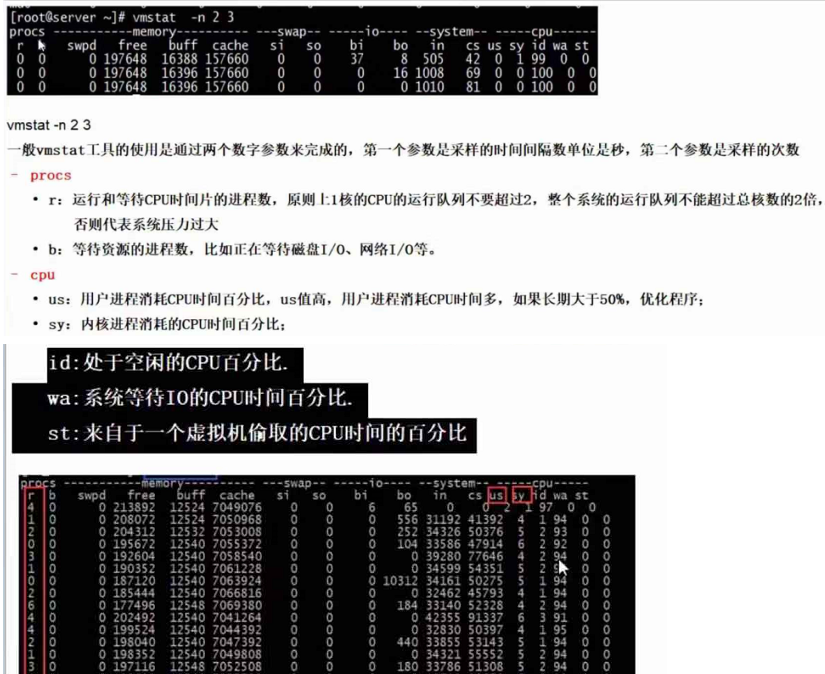 [root@server ~]# vmstat -n 2 3
procs -----------memory---------- ---swap-- -----io---- --system-- -----cpu-----
r swpd free buff cache si so bi bo in cs us sy id wa st
0 0 0 197648 16388 157660 0 0 37 8 505 42 0 1 99 0 0
0 0 0 197648 16396 157660 0 0 0 16 1008 69 0 0 100 0 0
0 0 0 197648 16396 157660 0 0 0 0 1010 81 0 0 100 0 0
vmstat -n 2 3
一般vmstat工具的使用是通过两个数字参数来完成的，第一个参数是采样的时间间隔数单位是秒，第二个参数是采样的次数
- procs
• r：运行和等待CPU时间片的进程数，原则上1核的CPU的运行队列不要超过2，整个系统的运行队列不能超过总核数的2倍，
否则代表系统压力过大
• b：等待资源的进程数，比如正在等待磁盘I/O、网络I/O等。
- cpu
• us：用户进程消耗CPU时间百分比，us值高，用户进程消耗CPU时间多，如果长期大于50%，优化程序；
• sy：内核进程消耗的CPU时间百分比；
id:处于空闲的CPU百分比.
wa:系统等待IO的CPU时间百分比.
st:来自于一个虚拟机偷取的CPU时间的百分比
procs -----------memory---------- ---swap-- -----io---- --system-- -----cpu-----
r b swpd free buff cache si so bi bo in cs us sy id wa st
4 0 0 213892 12524 7049076 0 0 6 65 0 0 2 1 97 0 0
1 0 0 208072 12524 7050968 0 0 0 556 31192 41392 4 1 94 0 0
2 0 0 204312 12532 7053008 0 0 0 252 34326 50376 5 2 93 0 0
0 0 0 195672 12540 7055372 0 0 0 104 33586 47914 6 2 92 0 0
3 0 0 192604 12540 7058540 0 0 0 0 39280 77646 4 2 94 0 0
1 0 0 190352 12540 7061228 0 0 0 0 34599 54351 5 2 0 0
0 0 0 187120 12540 7063924 0 0 0 10312 34161 50275 5 1 94 0 0
2 0 0 185444 12540 7066816 0 0 0 0 32462 45793 4 1 94 0 0
6 0 0 177496 12548 7069380 0 0 0 184 33140 52328 4 2 94 0 0
4 0 0 202492 12540 7041264 0 0 0 0 42355 91337 6 3 91 0 0
4 0 0 199524 12540 7044392 0 0 0 0 32830 50397 4 1 95 0 0
2 0 0 198040 12540 7047392 0 0 0 440 33855 53143 5 1 94 0 0
1 0 0 198352 12540 7049808 0 0 0 0 34321 55552 5 2 94 0 0
3 0 0 197116 12548 7052508 0 0 0 180 33786 51308 5 2 94 0 0